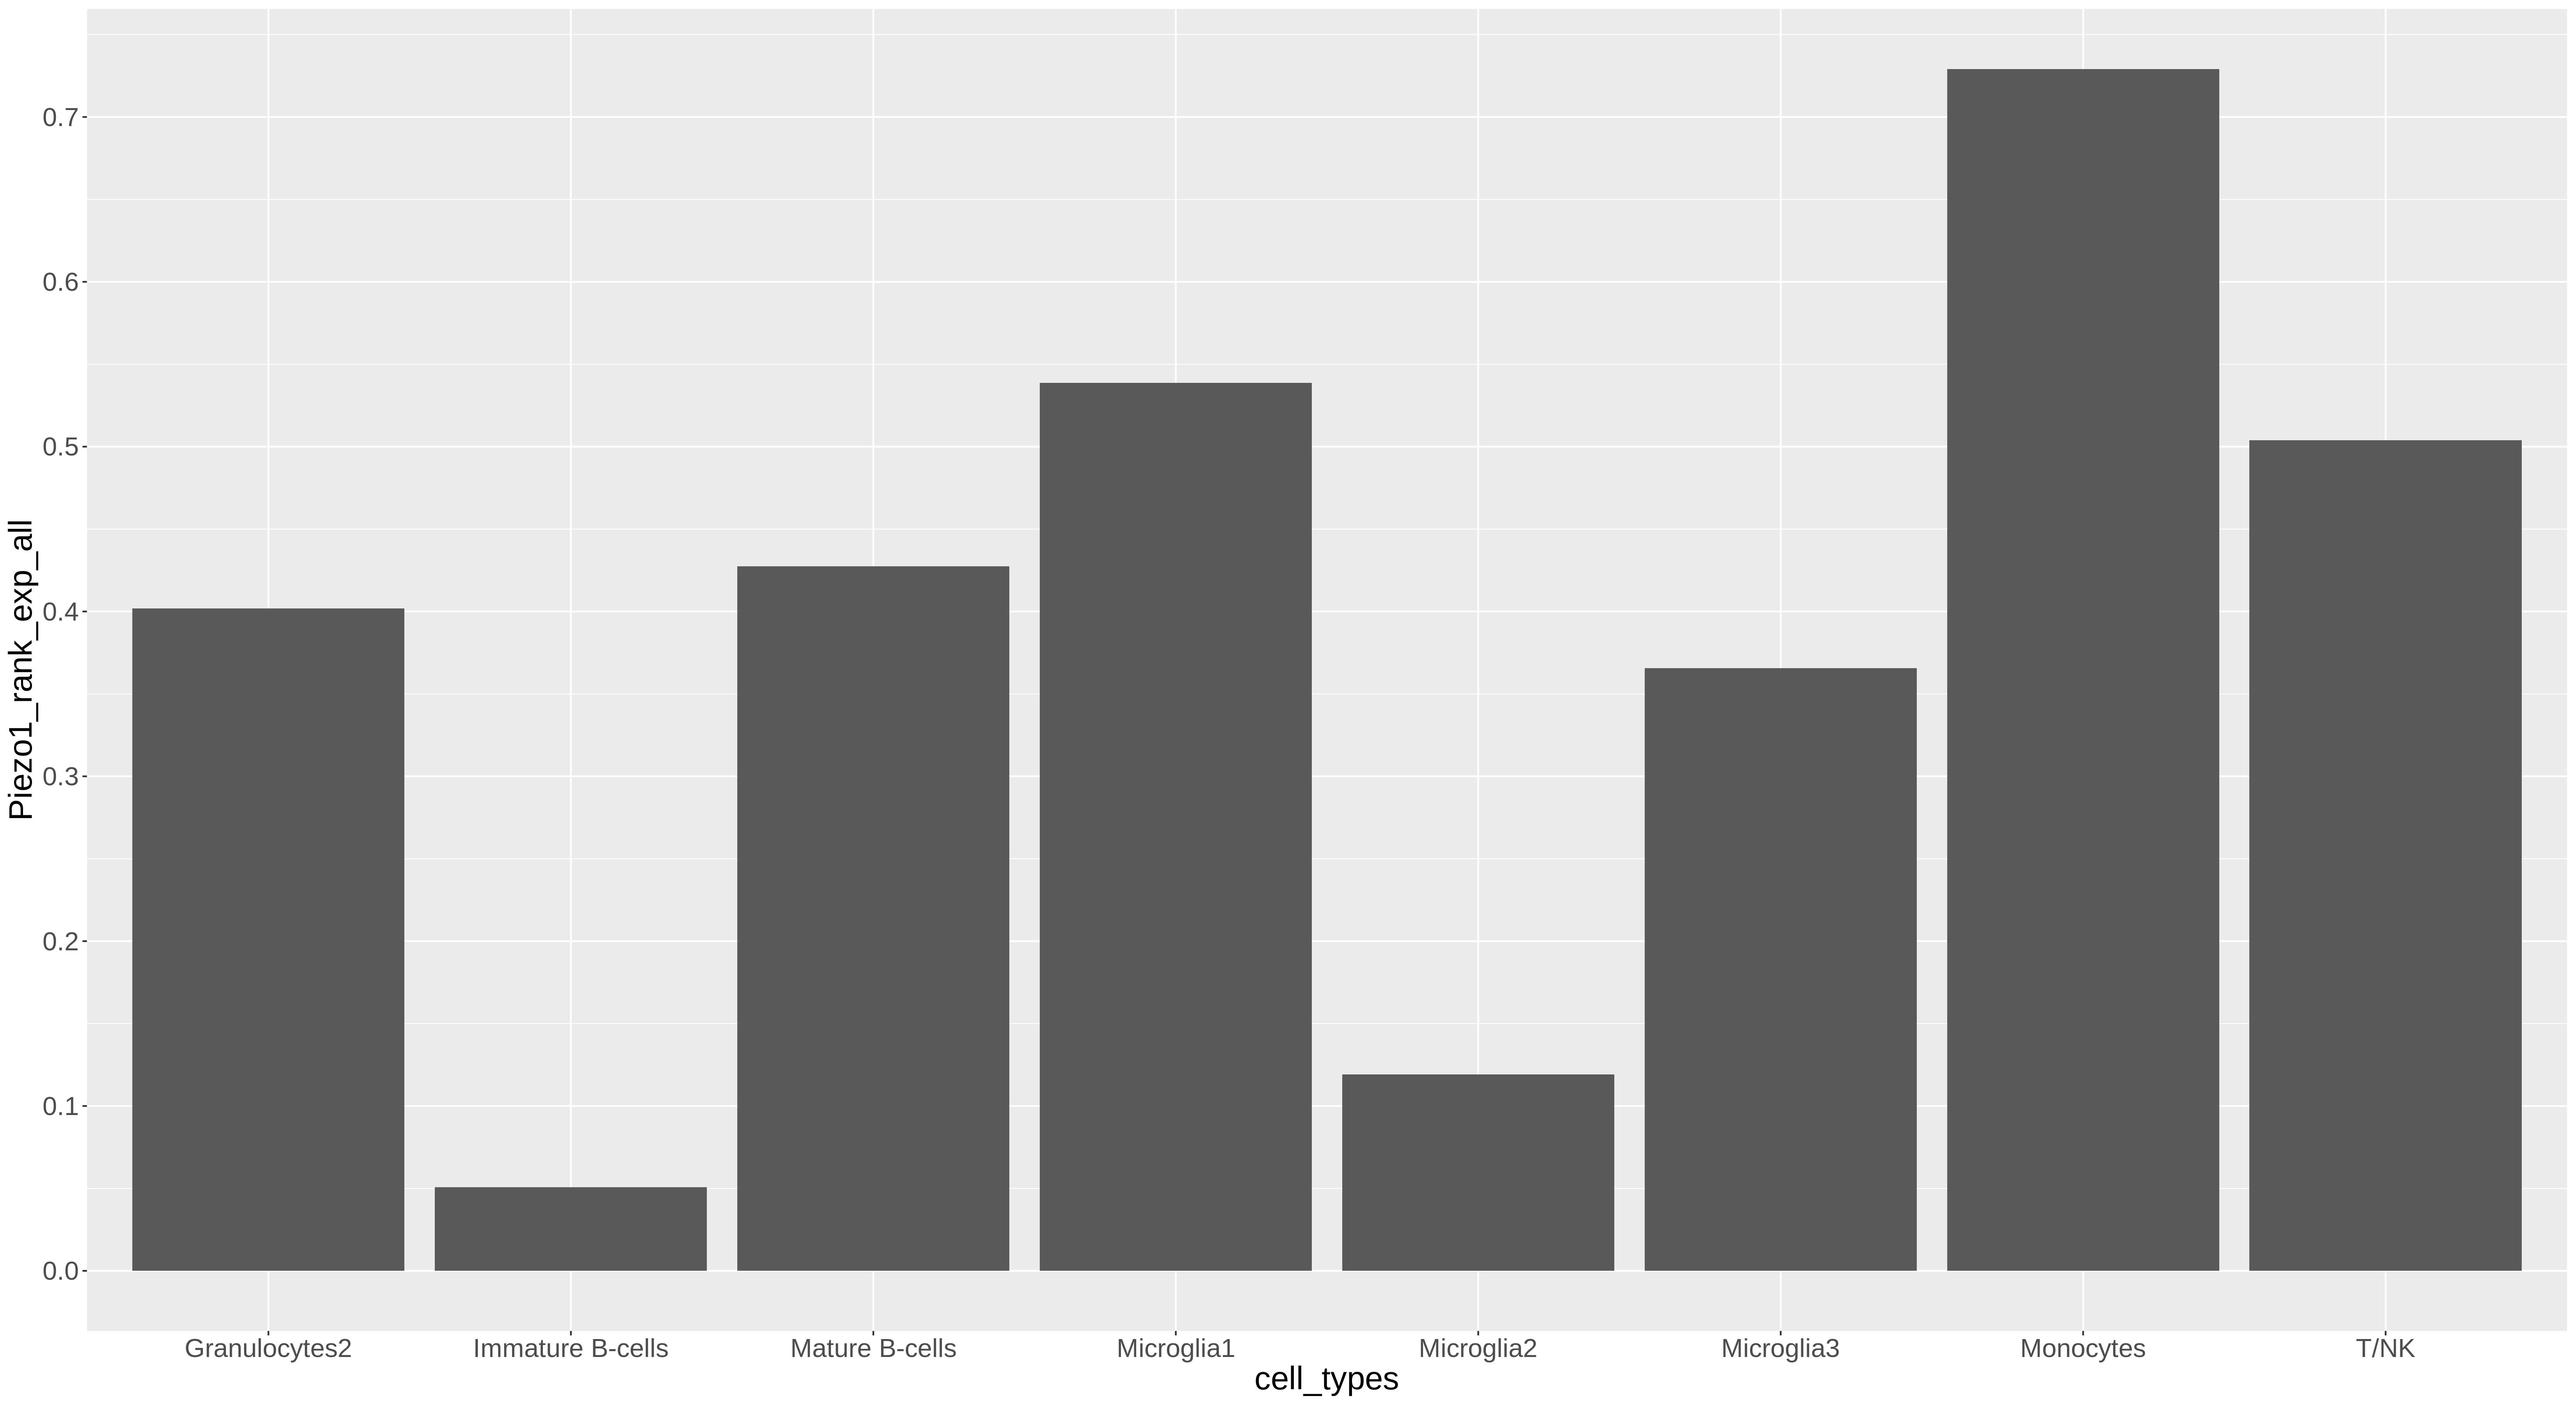 Piezo1_rank_exp_all
0.7
0.6
0.5
0.4
0.3
0.2
0.1
0.0
Granulocytes2 Immature B-cells Mature B-cells Microglia1 Microglia2 Microglia3 Monocytes T/NK
cell_types